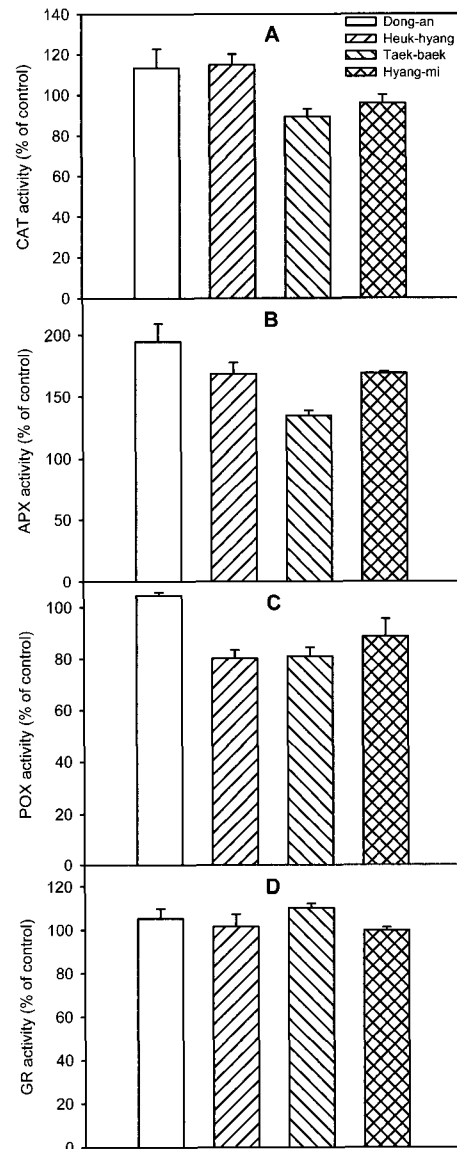 140
120
100
80
60
40
20
0
CAT activity (% of control)
A
Dong-an
Heuk-hyang
Taek-baek
Hyang-mi
200
150
100
50
0
APX activity (% of control)
B
100
80
60
40
20
0
POX activity (% of control)
C
120
100
80
60
40
20
0
GR activity (% of control)
D